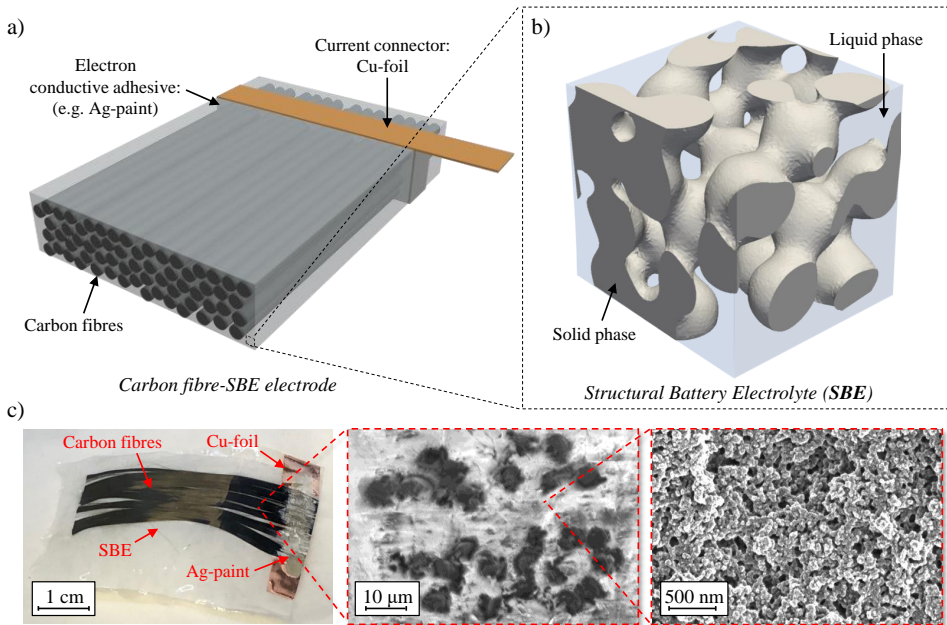 a)
Electron
conductive adhesive:
(e.g. Ag-paint)
Current connector:
Cu-foil
Carbon fibres
Carbon fibre-SBE electrode
b)
Liquid phase
Solid phase
Structural Battery Electrolyte (SBE)
c)
Carbon fibres
Cu-foil
SBE
Ag-paint
1 cm
10 μm
500 nm